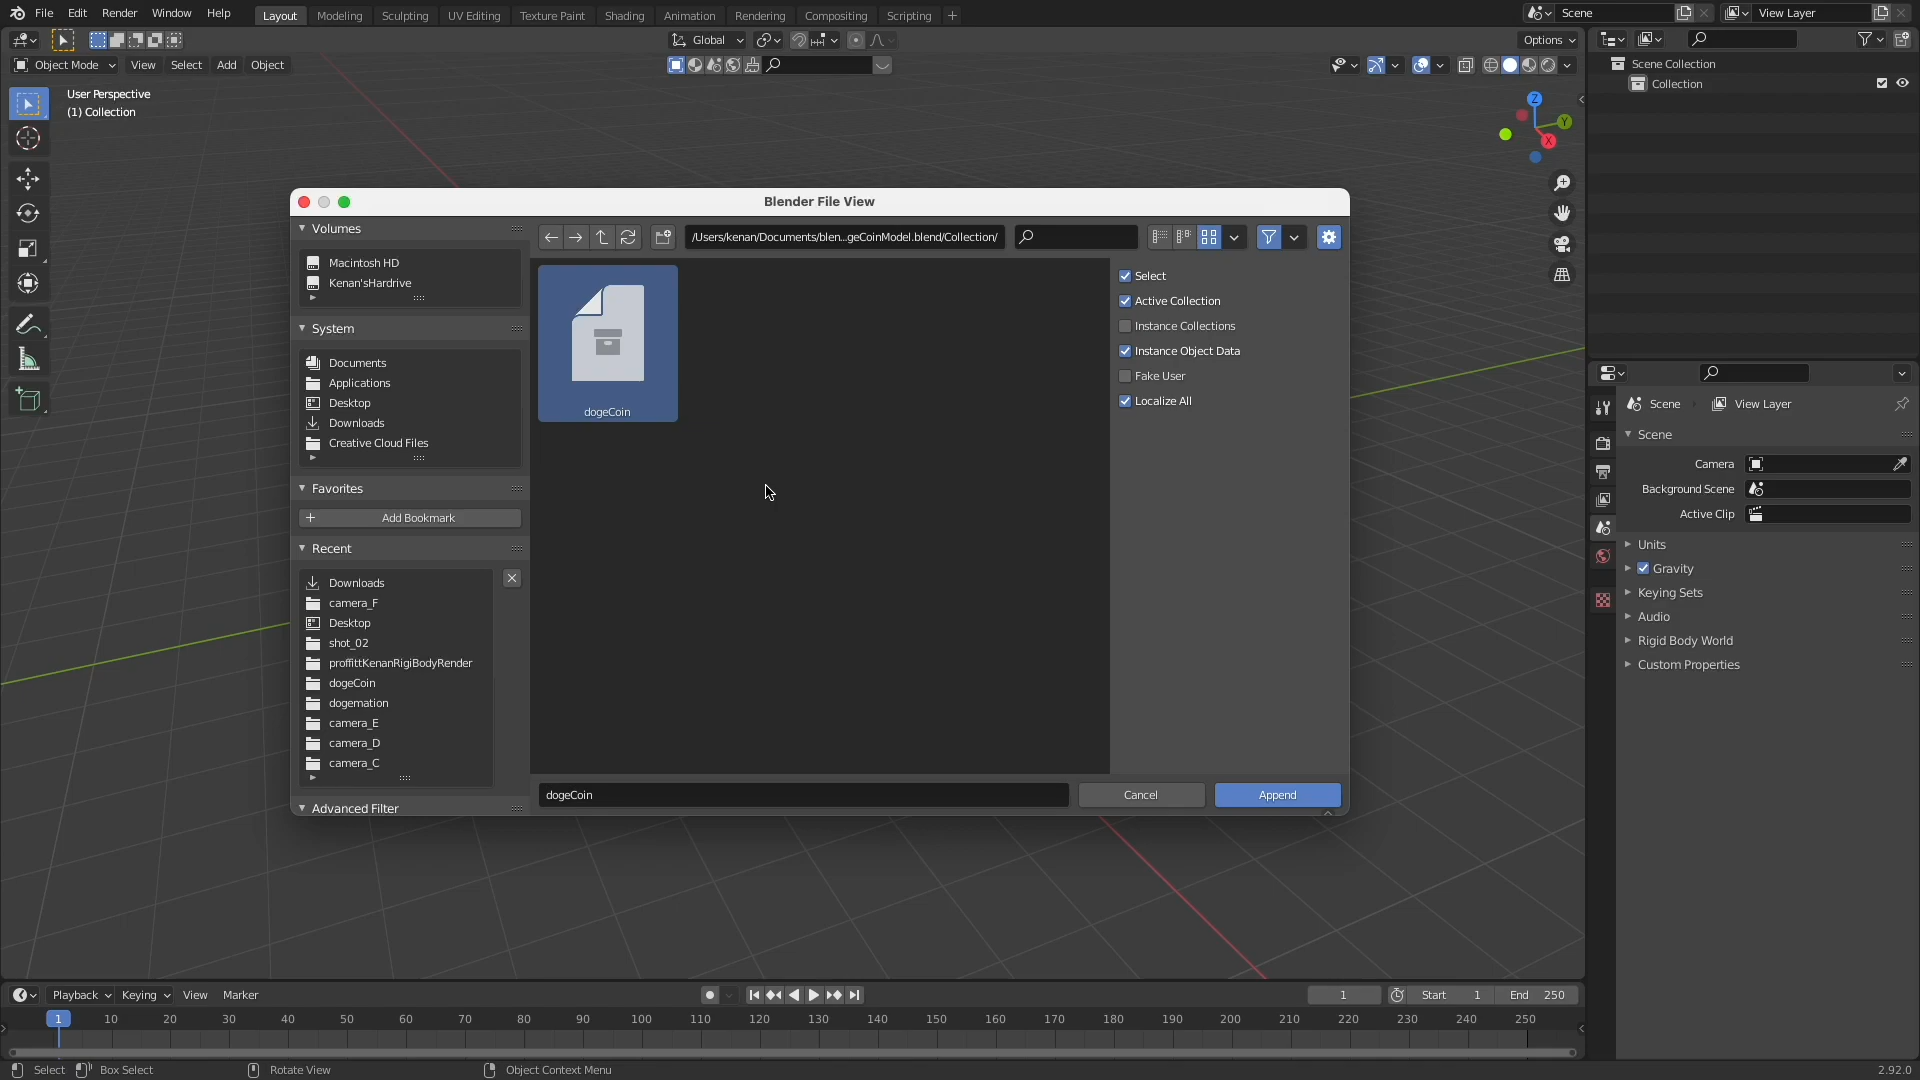 File Edit Render Window Help Layout Modeling Sculpting UV Editing Texture Paint Shading Animation Rendering Compositing Scripting Scene View Layer
Global Options
Object Mode View Select Add Object
User Perspective
(1) Collection
Z
Y
X
Scene Collection
Collection
Blender File View
Volumes
Macintosh HD
Kenan'sHardrive
System
Documents
Applications
Desktop
Downloads
Creative Cloud Files
Favorites
Add Bookmark
Recent
Downloads
camera_F
Desktop
shot_02
proffittKenanRigiBodyRender
dogeCoin
dogemation
camera_E
camera_D
camera_C
Advanced Filter
/Users/kenan/Documents/blen...geCoinModel.blend/Collection/
dogeCoin
Select
Active Collection
Instance Collections
Instance Object Data
Fake User
Localize All
dogeCoin Cancel Append
Scene View Layer
Scene
Camera
Background Scene
Active Clip
Units
Gravity
Keying Sets
Audio
Rigid Body World
Custom Properties
Playback Keying View Marker 1 Start 1 End 250
1 10 20 30 40 50 60 70 80 90 100 110 120 130 140 150 160 170 180 190 200 210 220 230 240 250
Select Box Select Rotate View Object Context Menu 2.92.0